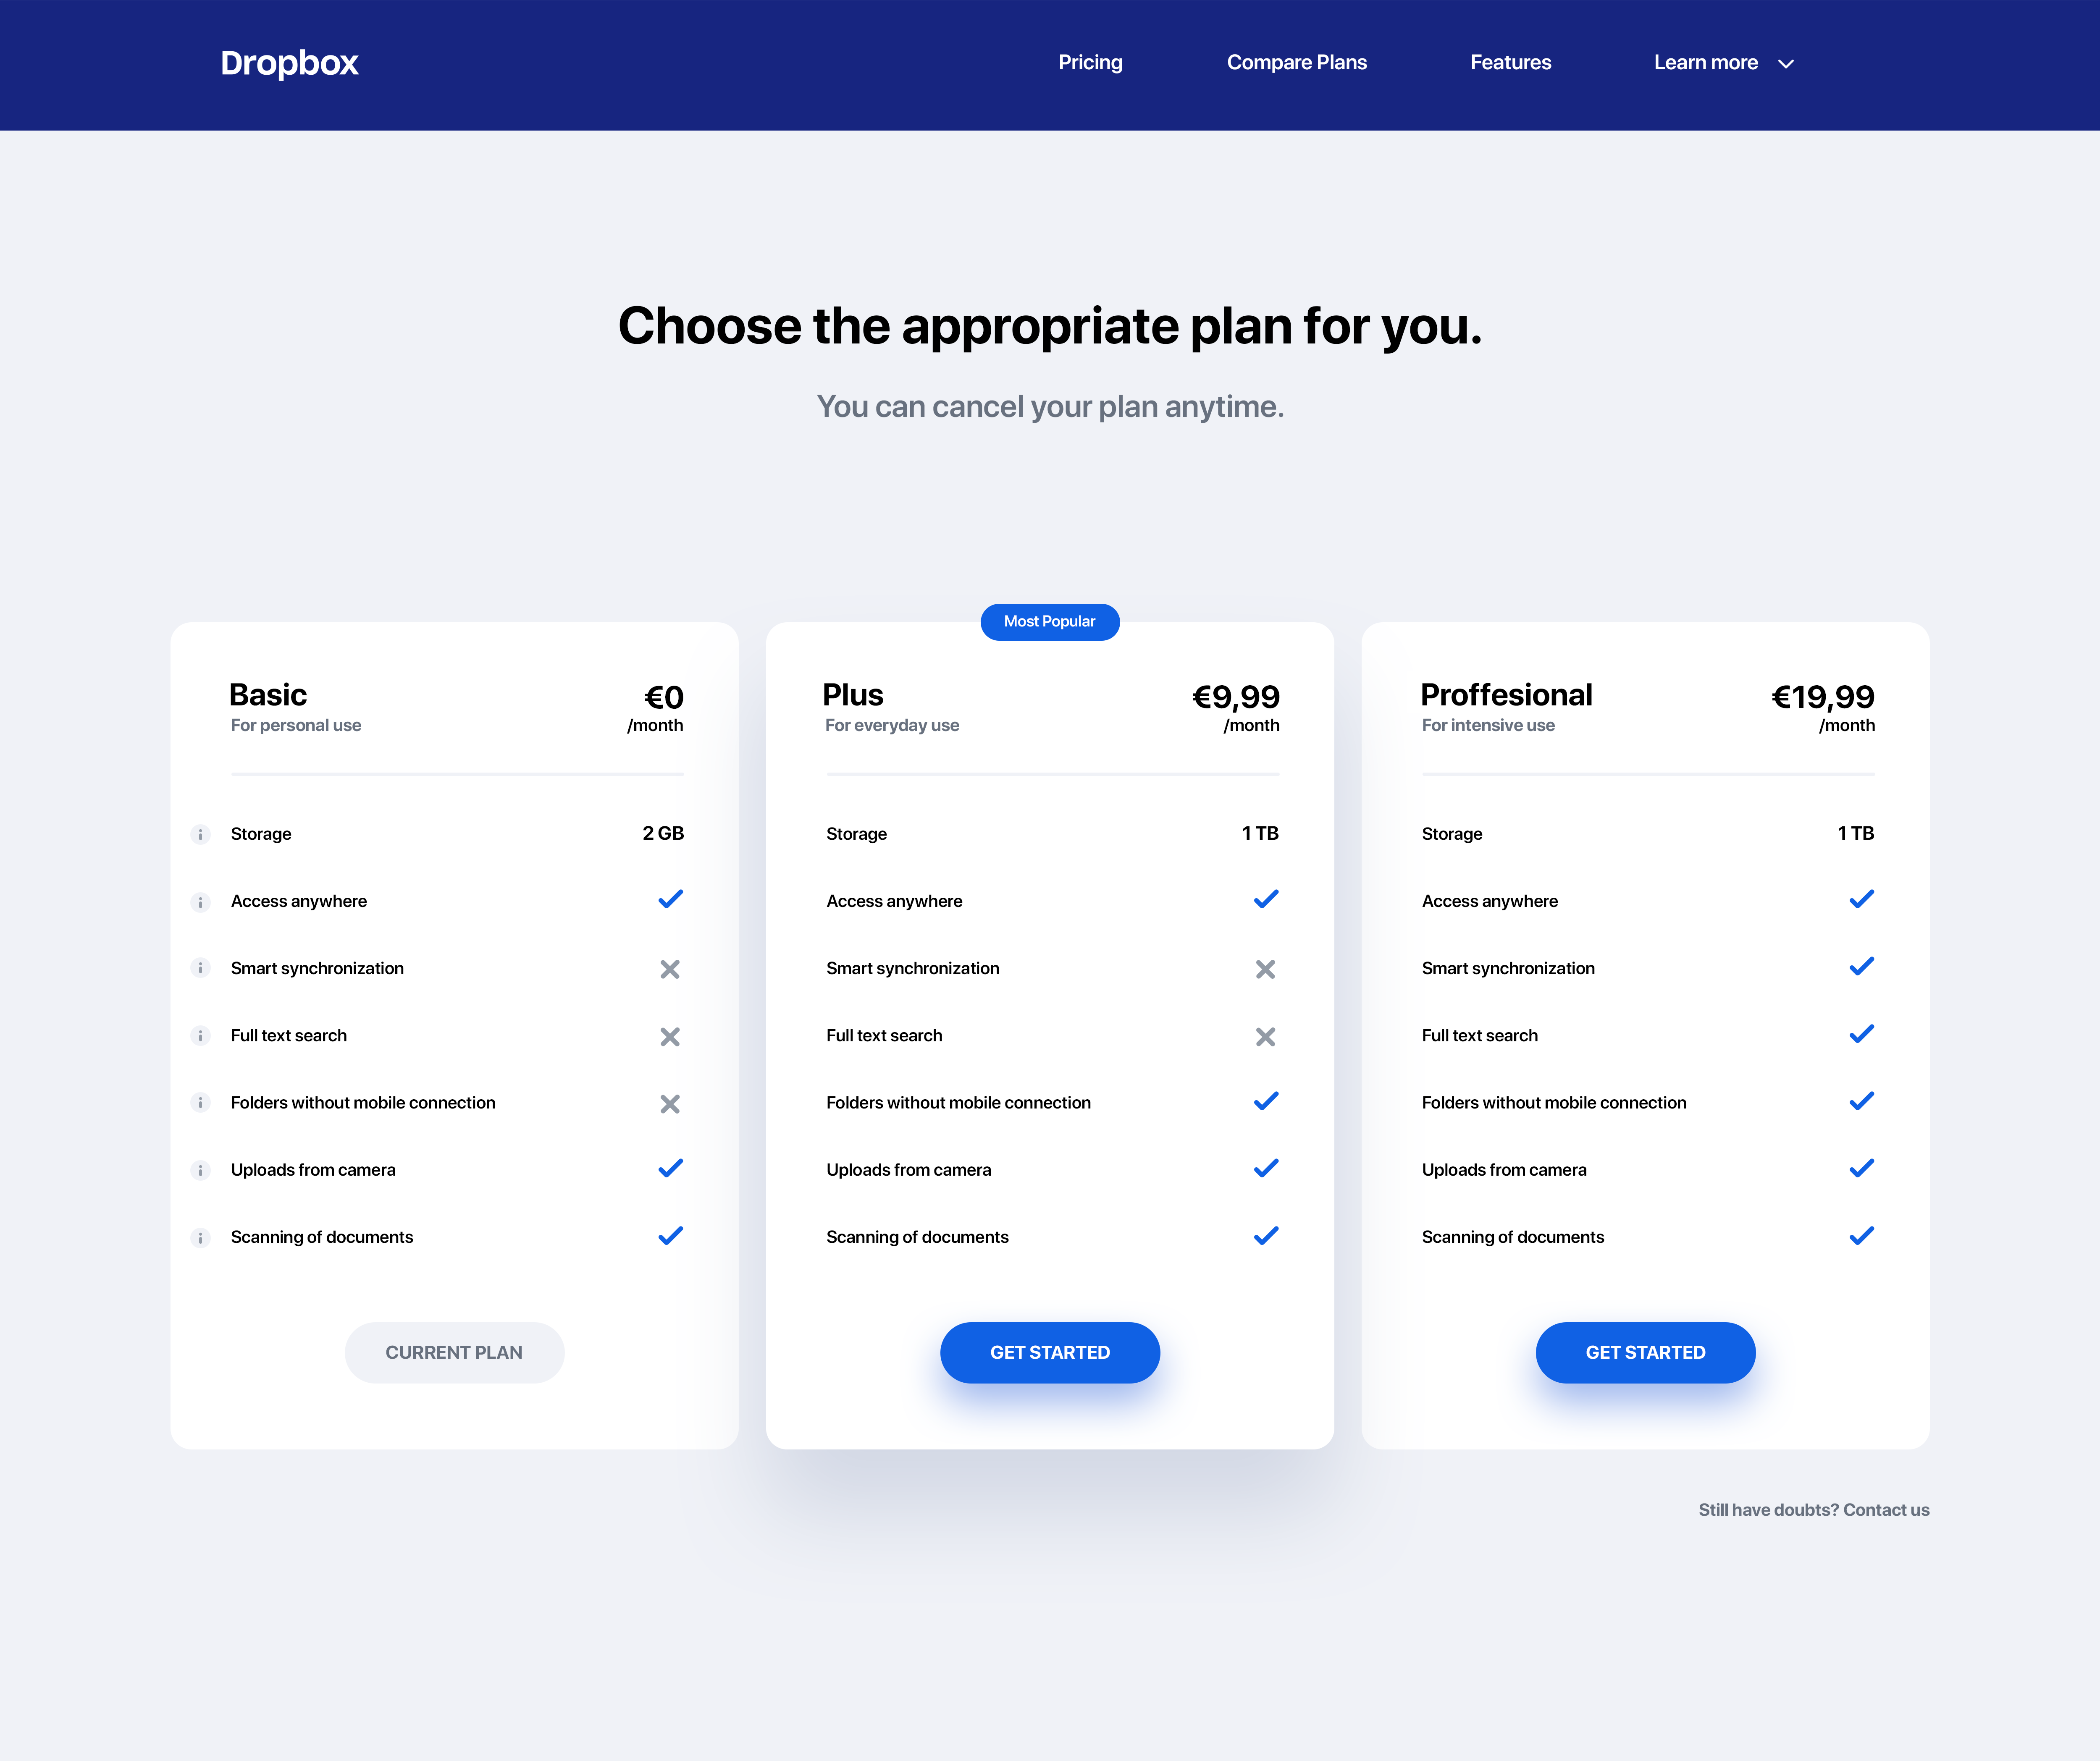 Dropbox
Pricing
Compare Plans
Features
Learn more
Choose the appropriate plan for you.
You can cancel your plan anytime.
Basic
€0
For personal use
/month
Storage
2 GB
Access anywhere
Smart synchronization
Full text search
Folders without mobile connection
Uploads from camera
Scanning of documents
CURRENT PLAN
Most Popular
Plus
€9,99
For everyday use
/month
Storage
1 TB
Access anywhere
Smart synchronization
Full text search
Folders without mobile connection
Uploads from camera
Scanning of documents
GET STARTED
Proffesional
€19,99
For intensive use
/month
Storage
1 TB
Access anywhere
Smart synchronization
Full text search
Folders without mobile connection
Uploads from camera
Scanning of documents
GET STARTED
Still have doubts? Contact us